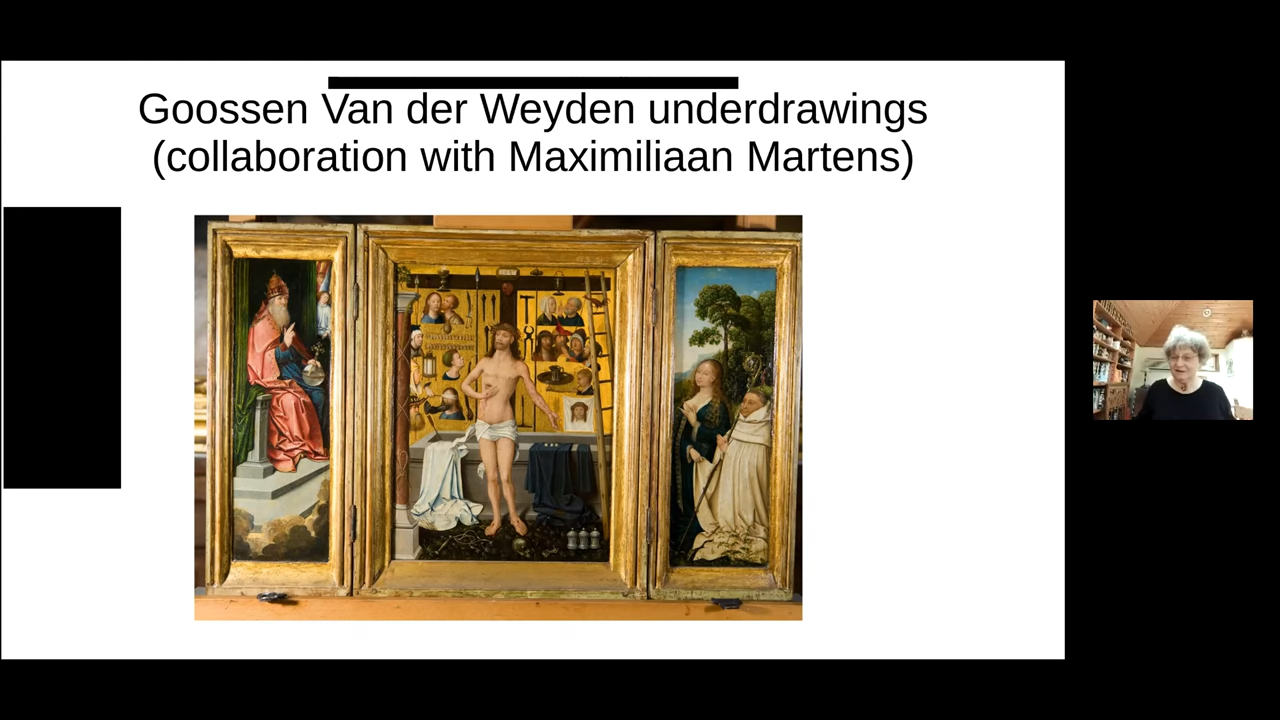 Goossen Van der Weyden underdrawings
(collaboration with Maximiliaan Martens)